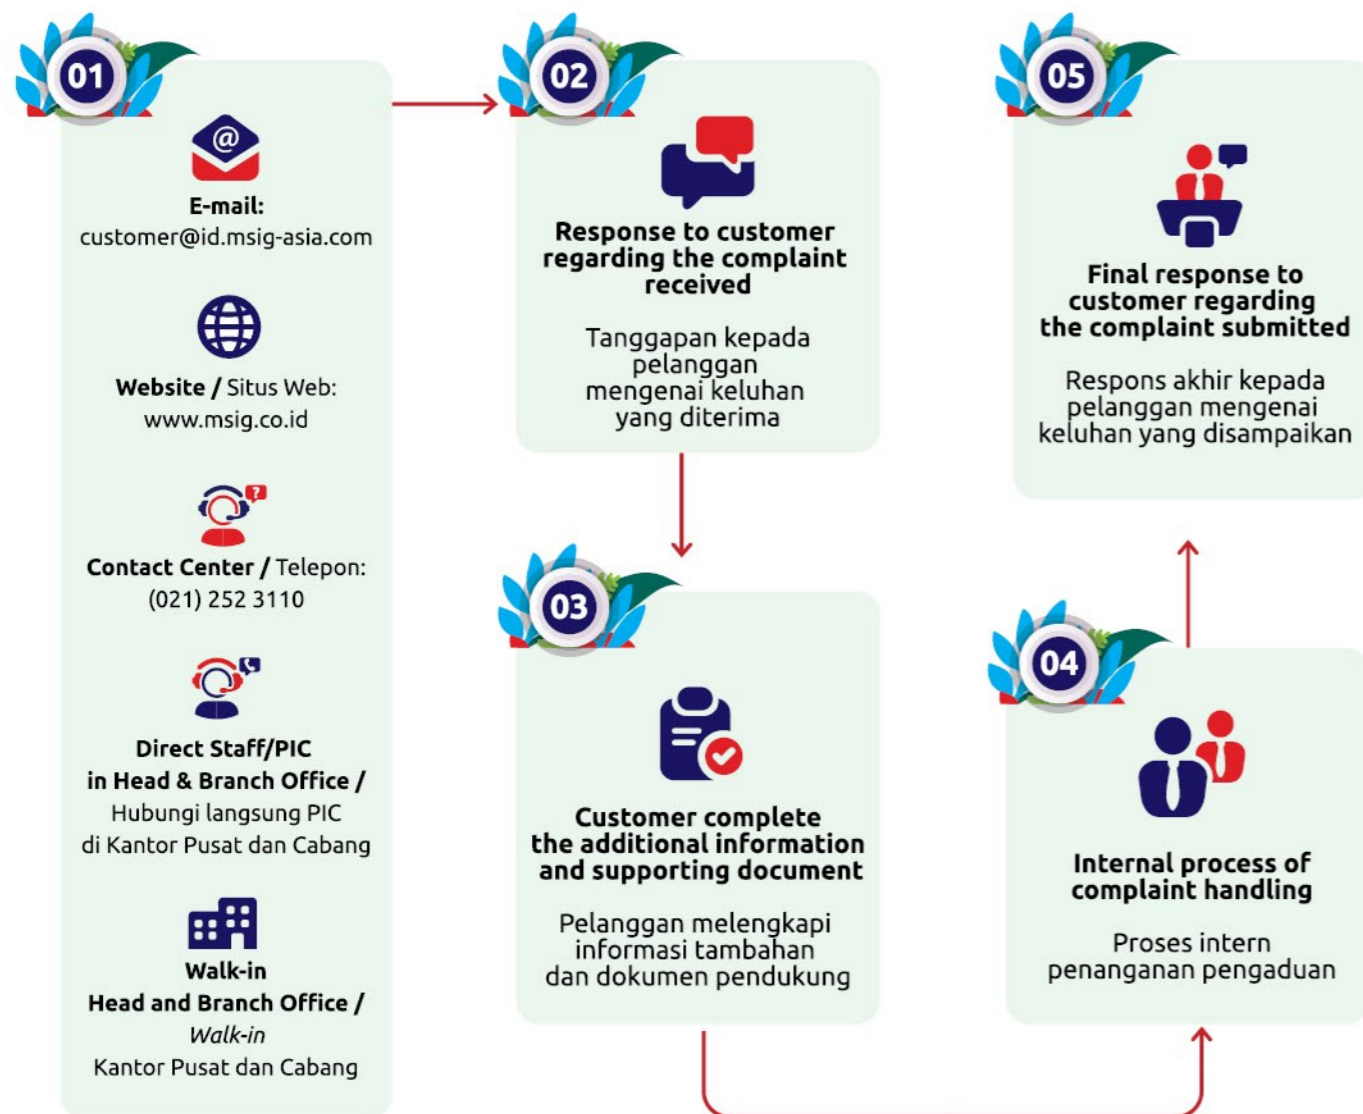 01
@
E-mail:
customer@id.msig-asia.com
Website / Situs Web:
www.msig.co.id
?
Contact Center / Telepon:
(021) 252 3110
Direct Staff/PIC
in Head & Branch Office /
Hubungi langsung PIC
di Kantor Pusat dan Cabang
Walk-in
Head and Branch Office /
Walk-in
Kantor Pusat dan Cabang
02
Response to customer
regarding the complaint
received
Tanggapan kepada
pelanggan
mengenai keluhan
yang diterima
03
Customer complete
the additional information
and supporting document
Pelanggan melengkapi
informasi tambahan
dan dokumen pendukung
04
Internal process of
complaint handling
Proses intern
penanganan pengaduan
05
Final response to
customer regarding
the complaint submitted
Respons akhir kepada
pelanggan mengenai
keluhan yang disampaikan